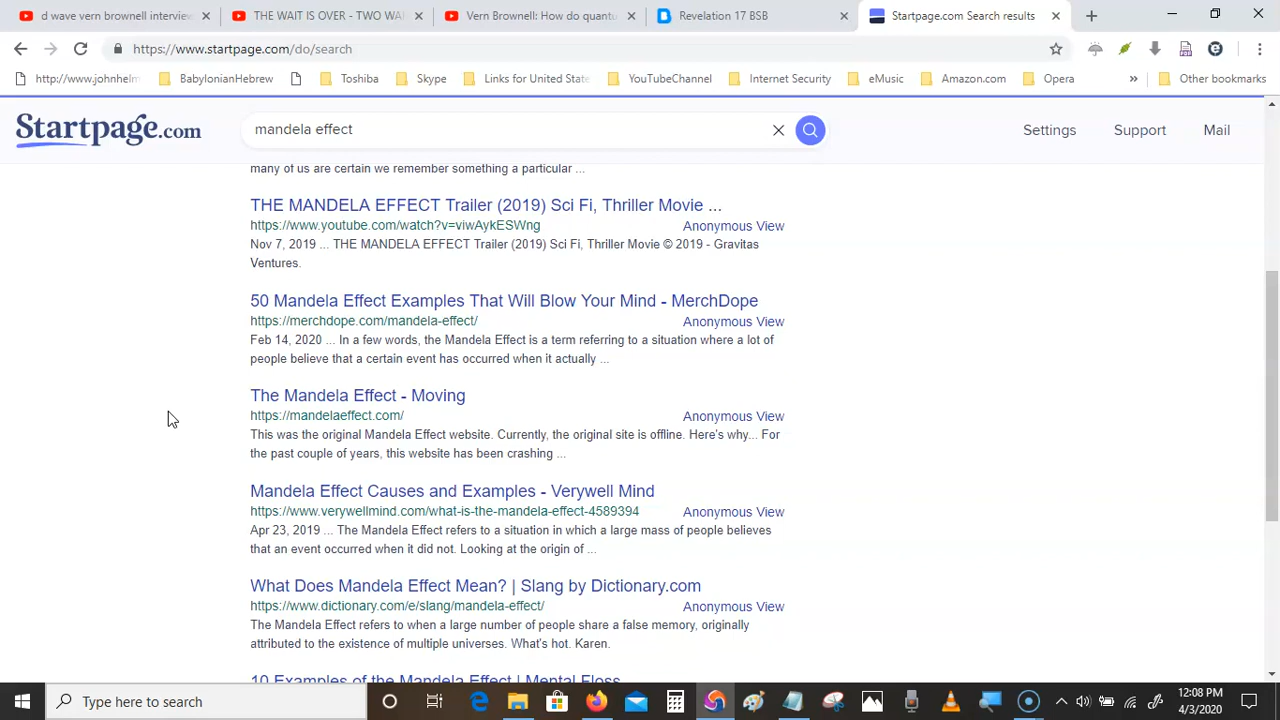 d wave vern brownell interview
THE WAIT IS OVER - TWO WA
Vern Brownell: How do quantu
Revelation 17 BSB
Startpage.com Search results
https://www.startpage.com/do/search
http://www.johnhelm
BabylonianHebrew
Toshiba
Skype
Links for United State
YouTubeChannel
Internet Security
eMusic
Amazon.com
Opera
»
Other bookmarks
Startpage.com
mandela effect
Settings
Support
Mail
many of us are certain we remember something a particular ...
THE MANDELA EFFECT Trailer (2019) Sci Fi, Thriller Movie ...
https://www.youtube.com/watch?v=viwAykESWng
Anonymous View
Nov 7, 2019 ... THE MANDELA EFFECT Trailer (2019) Sci Fi, Thriller Movie © 2019 - Gravitas
Ventures.
50 Mandela Effect Examples That Will Blow Your Mind - MerchDope
https://merchdope.com/mandela-effect/
Anonymous View
Feb 14, 2020 ... In a few words, the Mandela Effect is a term referring to a situation where a lot of
people believe that a certain event has occurred when it actually ...
The Mandela Effect - Moving
https://mandelaeffect.com/
Anonymous View
This was the original Mandela Effect website. Currently, the original site is offline. Here's why... For
the past couple of years, this website has been crashing ...
Mandela Effect Causes and Examples - Verywell Mind
https://www.verywellmind.com/what-is-the-mandela-effect-4589394
Anonymous View
Apr 23, 2019 ... The Mandela Effect refers to a situation in which a large mass of people believes
that an event occurred when it did not. Looking at the origin of ...
What Does Mandela Effect Mean? | Slang by Dictionary.com
https://www.dictionary.com/e/slang/mandela-effect/
Anonymous View
The Mandela Effect refers to when a large number of people share a false memory, originally
attributed to the existence of multiple universes. What's hot. Karen.
10 Examples of the Mandela Effect | Mental Floss
Type here to search
12:08 PM
4/3/2020